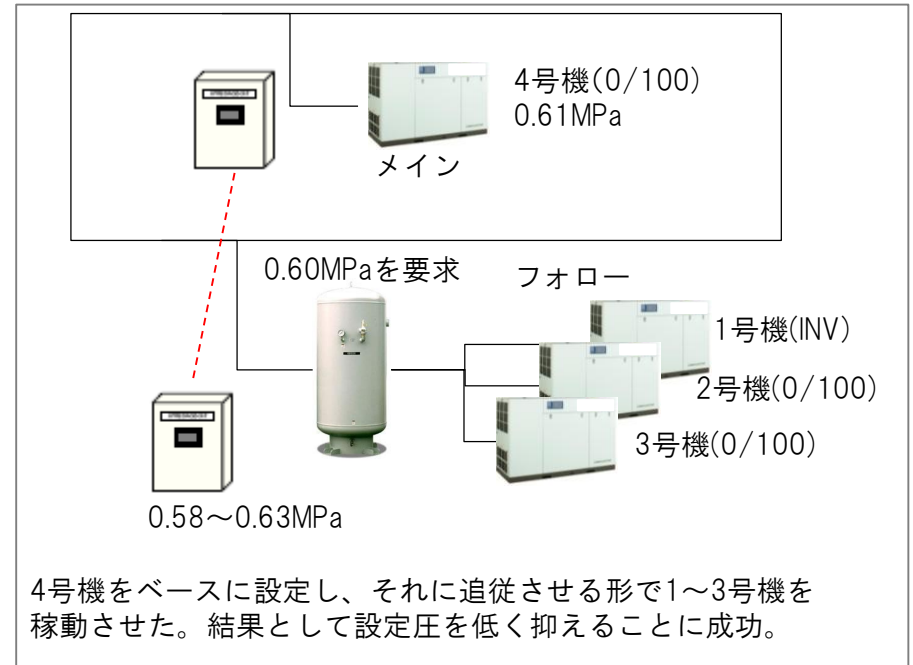 4号機(0/100)
0.61MPa
メイン
0.60MPaを要求
フォロー
1号機(INV)
2号機(0/100)
3号機(0/100)
0.58～0.63MPa
4号機をベースに設定し、それに追従させる形で1～3号機を
稼動させた。結果として設定圧を低く抑えることに成功。